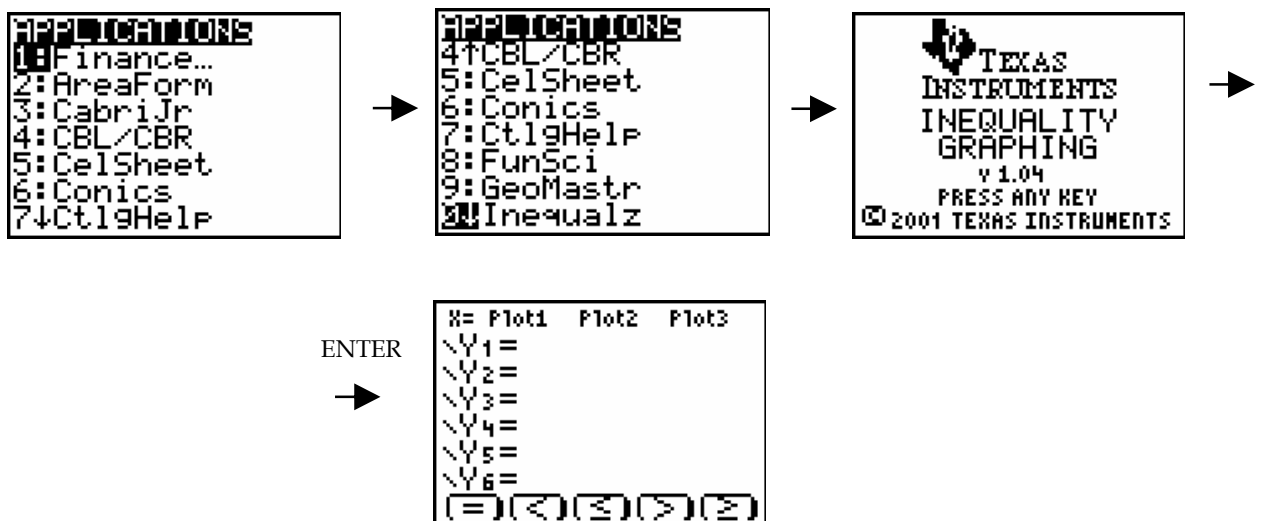 APPLICATIONS
1:Finance…
2:AreaForm
3:CabriJr
4:CBL/CBR
5:CelSheet
6:Conics
7↓CtlgHelp
APPLICATIONS
4↑CBL/CBR
5:CelSheet
6:Conics
7:CtlgHelp
8:FunSci
9:GeoMastr
0↓Inequalz
TEXAS
INSTRUMENTS
INEQUALITY
GRAPHING
V 1.04
PRESS ANY KEY
© 2001 TEXAS INSTRUMENTS
ENTER
X= Plot1 Plot2 Plot3
\Y1=
\Y2=
\Y3=
\Y4=
\Y5=
\Y6=
(=)(<)(≤)(>)(≥)